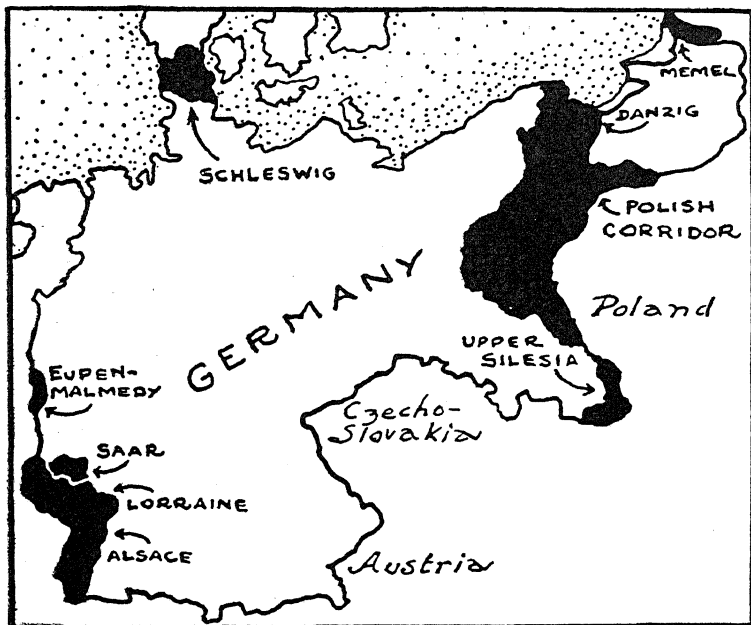 MEMEL
DANZIG
SCHLESWIG
POLISH
CORRIDOR
GERMANY
Poland
UPPER
SILESIA
EUPEN-
MALMEDY
Czecho-
Slovakia
SAAR
LORRAINE
ALSACE
Austria